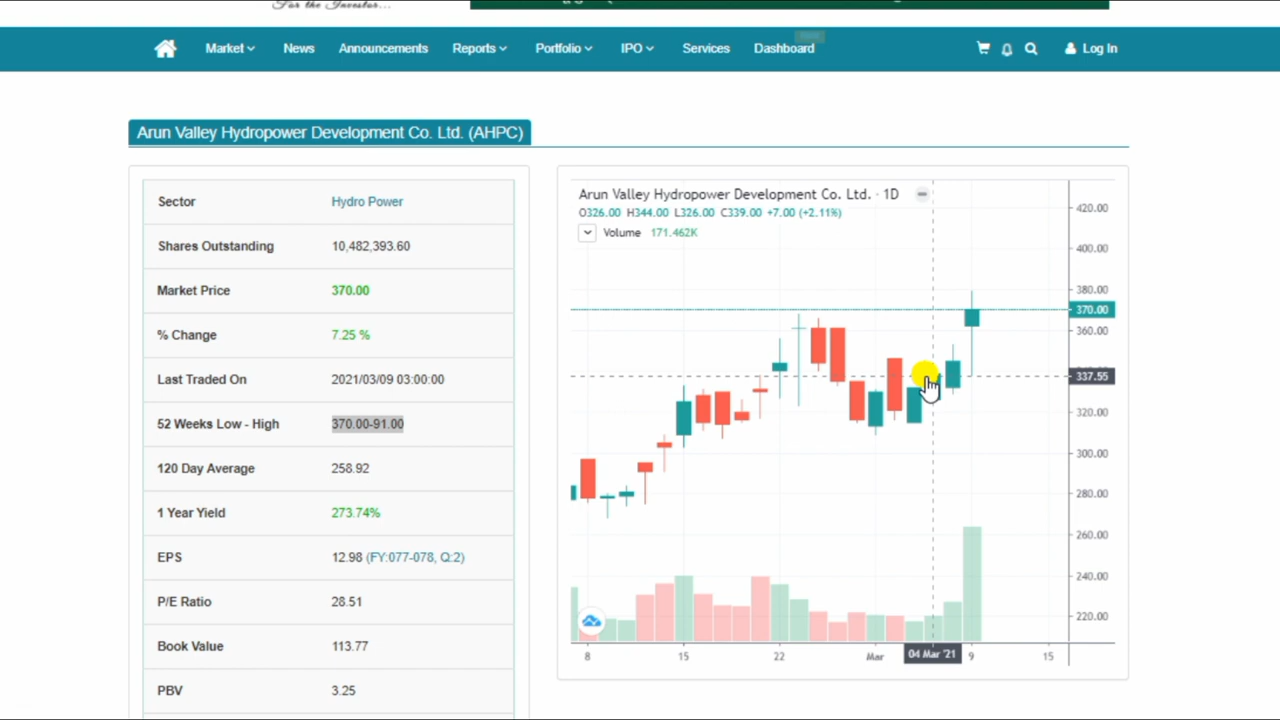 For the Investor...
Market News Announcements Reports Portfolio IPO Services Dashboard Log In
Arun Valley Hydropower Development Co. Ltd. (AHPC)
Sector Hydro Power
Shares Outstanding 10,482,393.60
Market Price 370.00
% Change 7.25 %
Last Traded On 2021/03/09 03:00:00
52 Weeks Low - High 370.00-91.00
120 Day Average 258.92
1 Year Yield 273.74%
EPS 12.98 (FY:077-078, Q:2)
P/E Ratio 28.51
Book Value 113.77
PBV 3.25
Arun Valley Hydropower Development Co. Ltd. · 1D
O326.00 H344.00 L326.00 C339.00 +7.00 (+2.11%)
Volume 171.462K
420.00
400.00
380.00
370.00
360.00
337.55
320.00
300.00
280.00
260.00
240.00
220.00
8 15 22 Mar 04 Mar '21 9 15